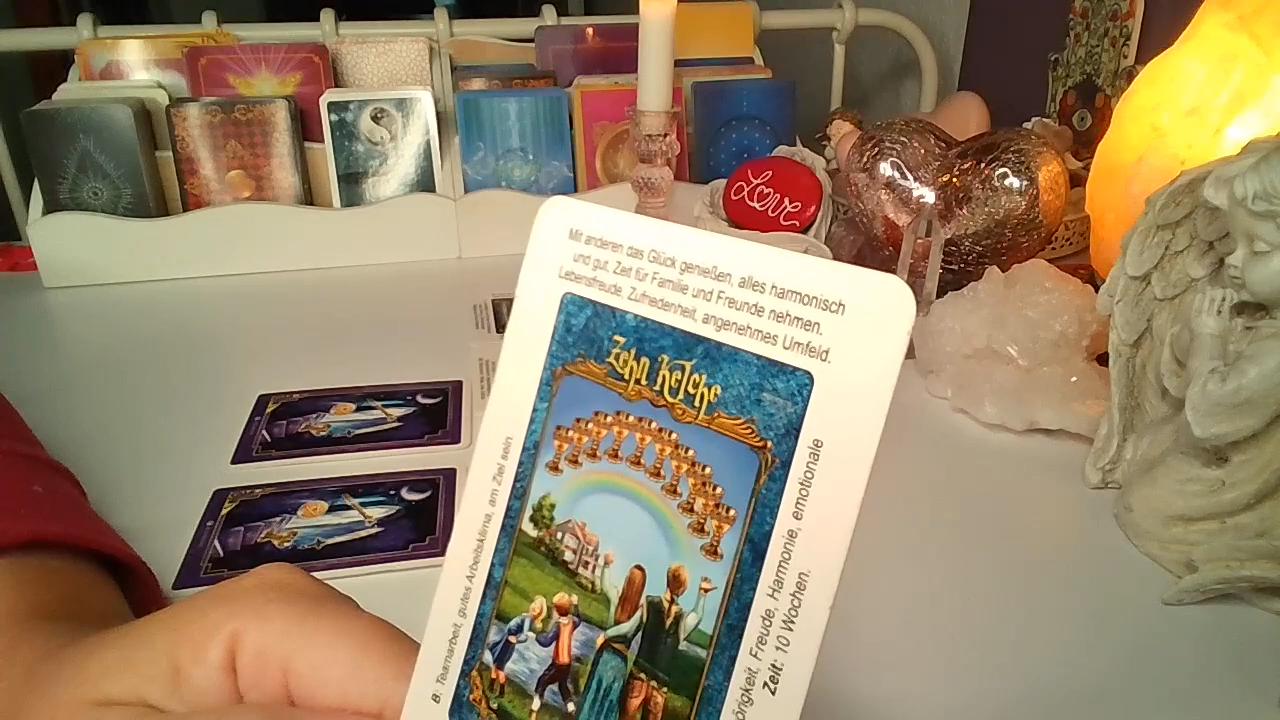 Love
Mit anderen das Glück genießen, alles harmonisch
und gut, Zeit für Familie und Freunde nehmen.
Lebensfreude, Zufriedenheit, angenehmes Umfeld.
Zehn Kelche
B: Teamarbeit, gutes Arbeitsklima, am Ziel sein
Freude, Harmonie, emotionale
Zeit: 10 Wochen.